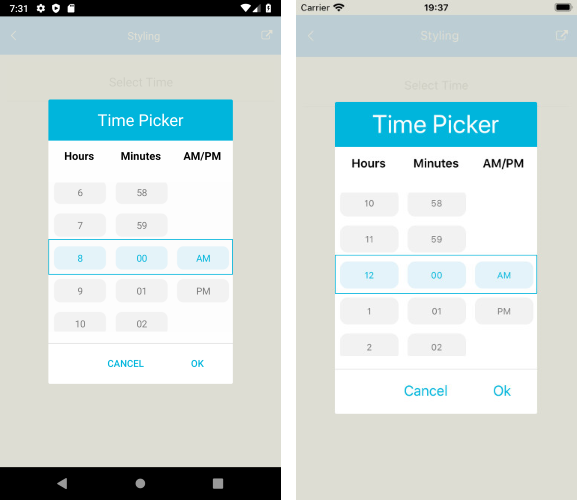 7:31
Styling
Select Time
Time Picker
Hours Minutes AM/PM
6 58
7 59
8 00 AM
9 01 PM
10 02
CANCEL OK
Carrier 19:37
Styling
Select Time
Time Picker
Hours Minutes AM/PM
10 58
11 59
12 00 AM
1 01 PM
2 02
Cancel Ok